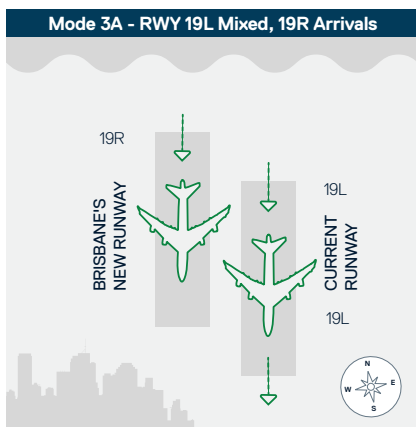 Mode 3A - RWY 19L Mixed, 19R Arrivals
19R
19L
BRISBANE'S
NEW RUNWAY
CURRENT
RUNWAY
19L
N
W
E
S